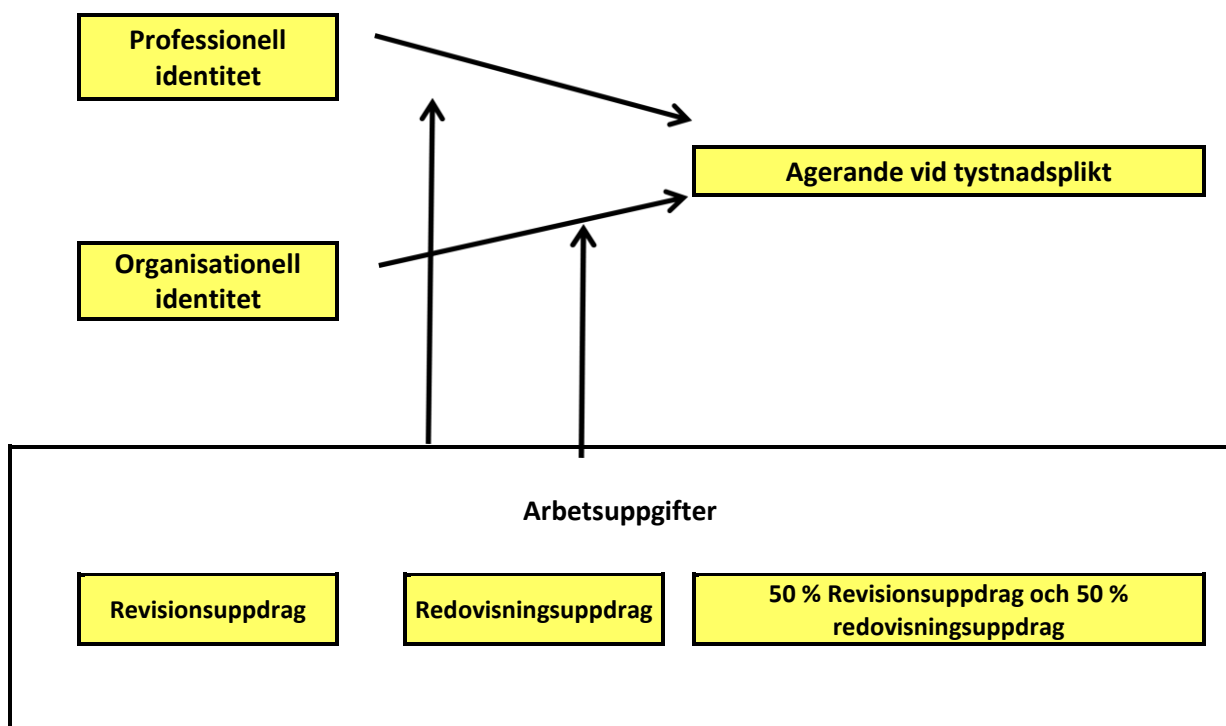 Professionell
identitet
Agerande vid tystnadsplikt
Organisationell
identitet
Arbetsuppgifter
Revisionsuppdrag
Redovisningsuppdrag
50 % Revisionsuppdrag och 50 %
redovisningsuppdrag